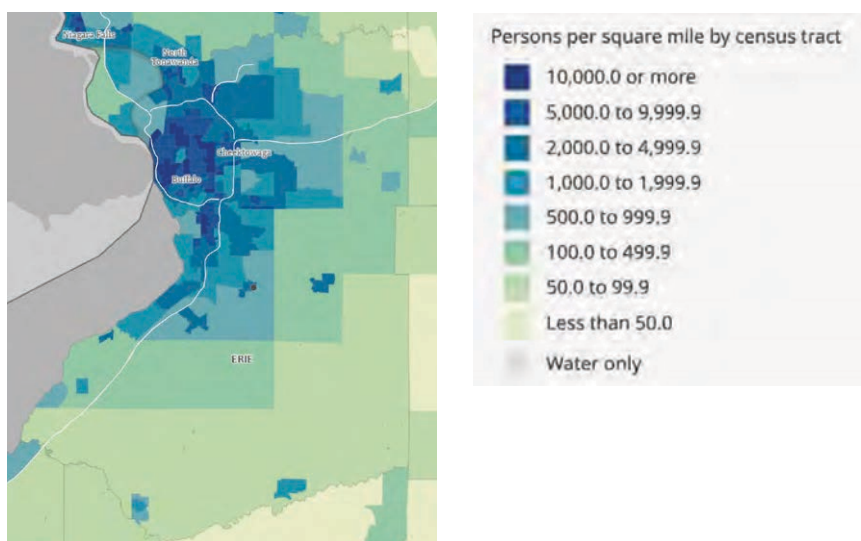 Niagara Falls
North
Tonawanda
Cheektowaga
Buffalo
ERIE
Persons per square mile by census tract
10,000.0 or more
5,000.0 to 9,999.9
2,000.0 to 4,999.9
1,000.0 to 1,999.9
500.0 to 999.9
100.0 to 499.9
50.0 to 99.9
Less than 50.0
Water only